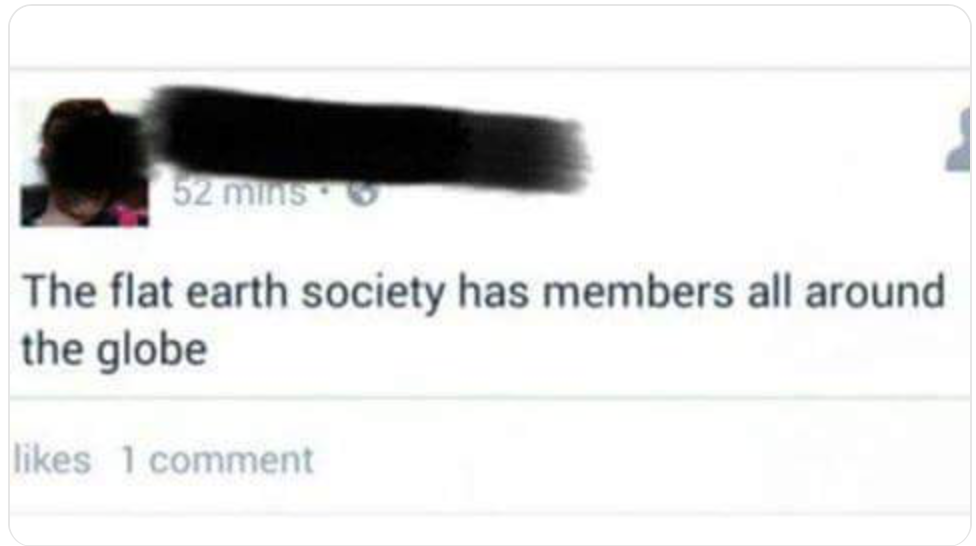 52 mins ·
The flat earth society has members all around
the globe
likes 1 comment